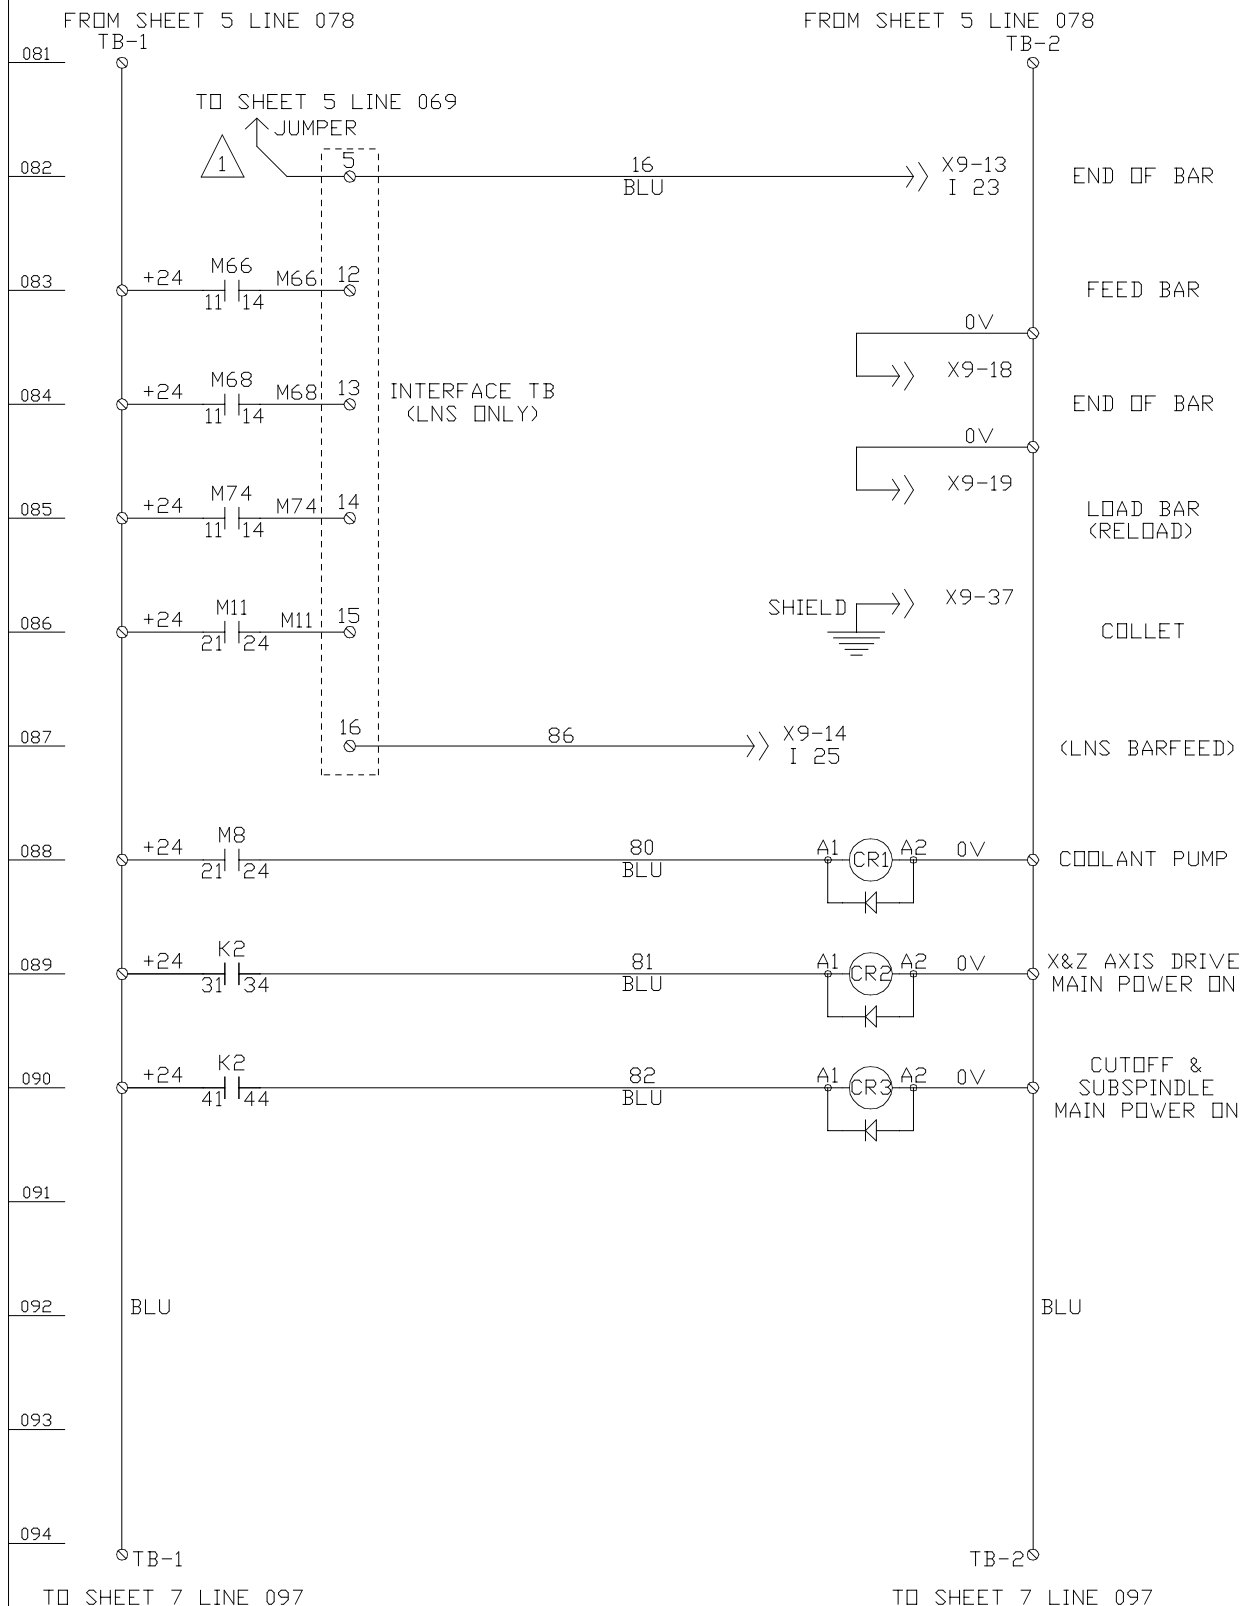 FROM SHEET 5 LINE 078
FROM SHEET 5 LINE 078
TB-1
TB-2
081
TO SHEET 5 LINE 069
JUMPER
082
1
5
16
BLU
X9-13
I 23
END OF BAR
083
+24
M66
11
14
M66
12
FEED BAR
0V
X9-18
084
+24
M68
11
14
M68
13
INTERFACE TB
(LNS ONLY)
END OF BAR
0V
X9-19
085
+24
M74
11
14
M74
14
LOAD BAR
(RELOAD)
086
+24
M11
21
24
M11
15
SHIELD
X9-37
COLLET
087
16
86
X9-14
I 25
(LNS BARFEED)
088
+24
M8
21
24
80
BLU
A1
CR1
A2
0V
COOLANT PUMP
089
+24
K2
31
34
81
BLU
A1
CR2
A2
0V
X&Z AXIS DRIVE
MAIN POWER ON
090
+24
K2
41
44
82
BLU
A1
CR3
A2
0V
CUTOFF &
SUBSPINDLE
MAIN POWER ON
091
092
BLU
BLU
093
094
TB-1
TB-2
TO SHEET 7 LINE 097
TO SHEET 7 LINE 097